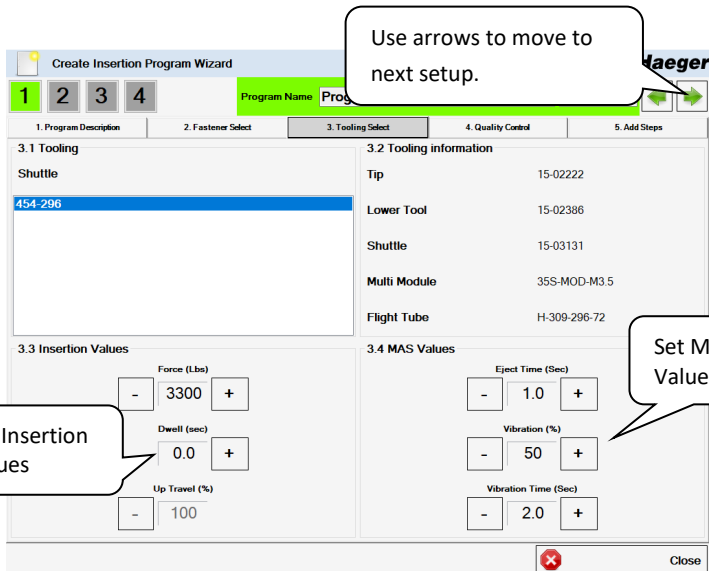 Use arrows to move to
next setup.
Create Insertion Program Wizard
Haeger
1 2 3 4
Program Name Prog
1. Program Description 2. Fastener Select 3. Tooling Select 4. Quality Control 5. Add Steps
3.1 Tooling
Shuttle
454-296
3.2 Tooling information
Tip 15-02222
Lower Tool 15-02386
Shuttle 15-03131
Multi Module 35S-MOD-M3.5
Flight Tube H-309-296-72
3.3 Insertion Values
Force (Lbs)
- 3300 +
Dwell (sec)
- 0.0 +
Up Travel (%)
- 100
Insertion
ues
3.4 MAS Values
Eject Time (Sec)
- 1.0 +
Vibration (%)
- 50 +
Vibration Time (Sec)
- 2.0 +
Set M
Value
Close